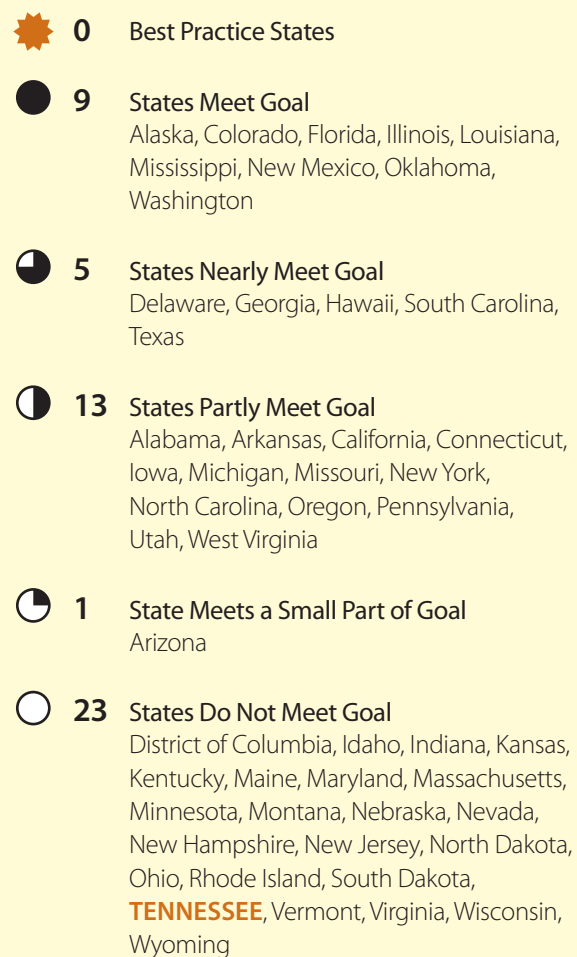 0 Best Practice States
9 States Meet Goal
Alaska, Colorado, Florida, Illinois, Louisiana,
Mississippi, New Mexico, Oklahoma,
Washington
5 States Nearly Meet Goal
Delaware, Georgia, Hawaii, South Carolina,
Texas
13 States Partly Meet Goal
Alabama, Arkansas, California, Connecticut,
Iowa, Michigan, Missouri, New York,
North Carolina, Oregon, Pennsylvania,
Utah, West Virginia
1 State Meets a Small Part of Goal
Arizona
23 States Do Not Meet Goal
District of Columbia, Idaho, Indiana, Kansas,
Kentucky, Maine, Maryland, Massachusetts,
Minnesota, Montana, Nebraska, Nevada,
New Hampshire, New Jersey, North Dakota,
Ohio, Rhode Island, South Dakota,
TENNESSEE, Vermont, Virginia, Wisconsin,
Wyoming